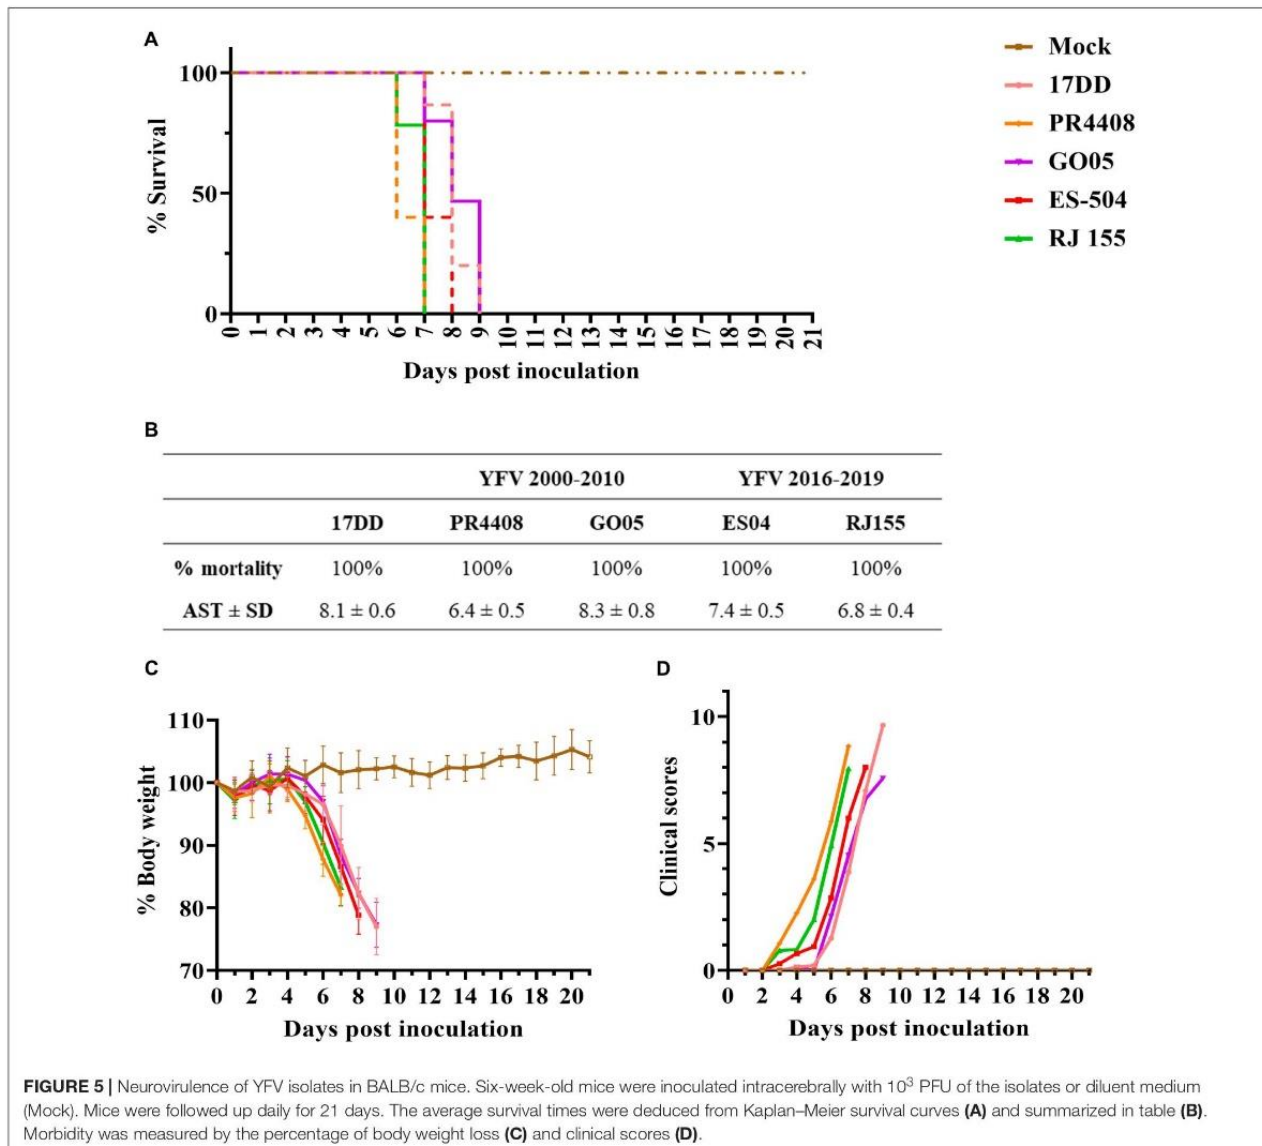 A
100
50
0
% Survival
0 1 2 3 4 5 6 7 8 9 10 11 12 13 14 15 16 17 18 19 20 21
Days post inoculation
Mock
17DD
PR4408
GO05
ES-504
RJ 155
B
YFV 2000-2010 YFV 2016-2019
17DD PR4408 GO05 ES04 RJ155
% mortality 100% 100% 100% 100% 100%
AST ± SD 8.1 ± 0.6 6.4 ± 0.5 8.3 ± 0.8 7.4 ± 0.5 6.8 ± 0.4
C
110
100
90
80
70
% Body weight
0 2 4 6 8 10 12 14 16 18 20
Days post inoculation
D
10
5
0
Clinical scores
0 2 4 6 8 10 12 14 16 18 20
Days post inoculation
FIGURE 5 | Neurovirulence of YFV isolates in BALB/c mice. Six-week-old mice were inoculated intracerebrally with 10³ PFU of the isolates or diluent medium
(Mock). Mice were followed up daily for 21 days. The average survival times were deduced from Kaplan–Meier survival curves (A) and summarized in table (B).
Morbidity was measured by the percentage of body weight loss (C) and clinical scores (D).